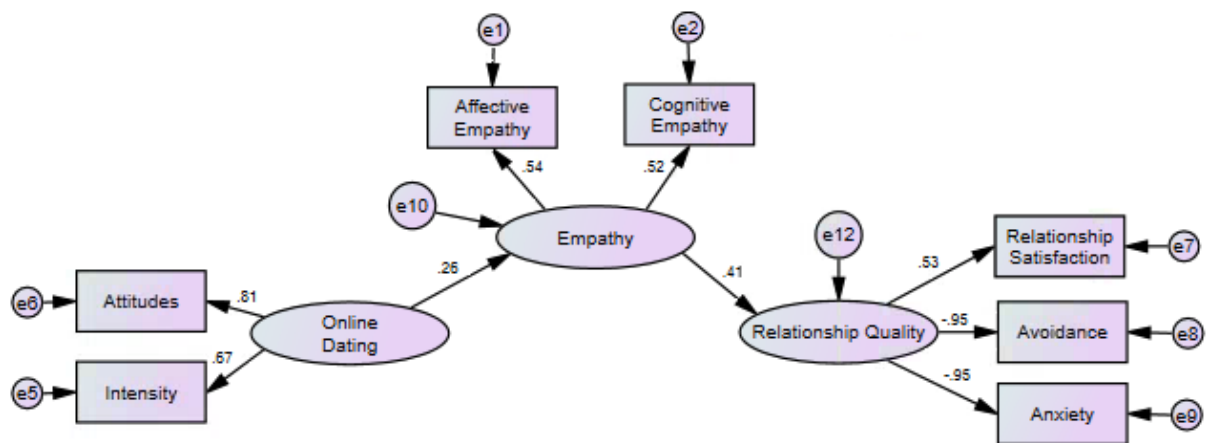 e1
e2
Affective
Empathy
Cognitive
Empathy
.54
.52
e10
Empathy
e12
Relationship
Satisfaction
e7
.53
.26
.41
e6
Attitudes
.81
Online
Dating
Relationship Quality
-.95
Avoidance
e8
.67
e5
Intensity
-.95
Anxiety
e9